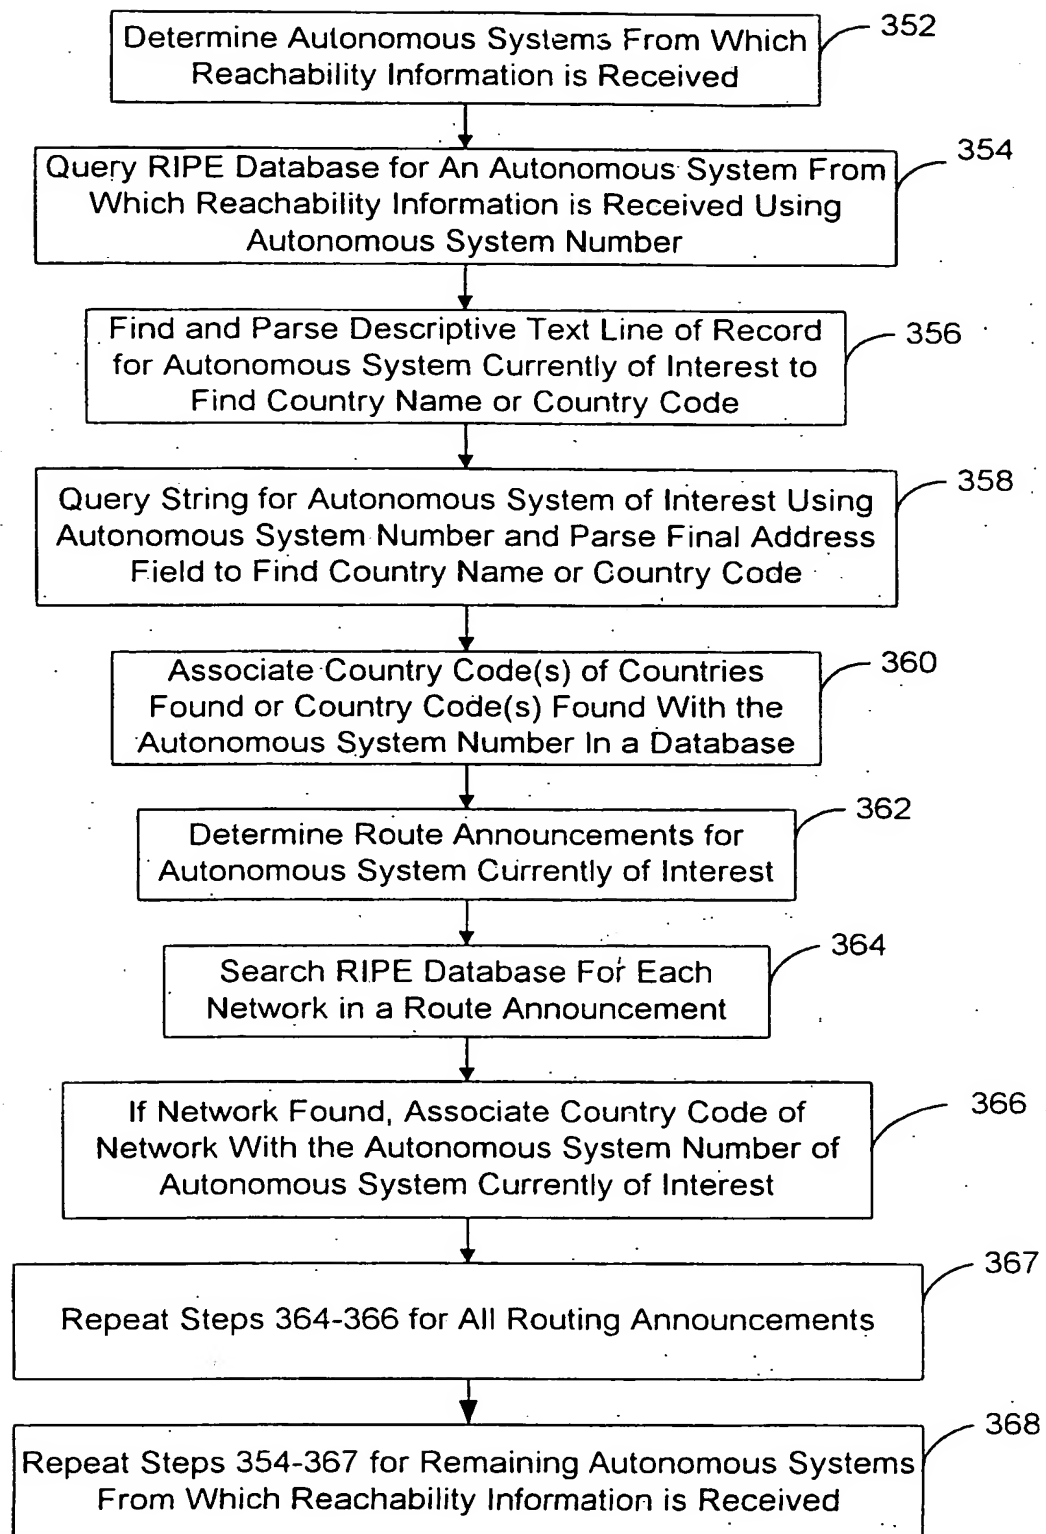 Determine Autonomous Systems From Which
Reachability Information is Received
352
Query RIPE Database for An Autonomous System From
Which Reachability Information is Received Using
Autonomous System Number
354
Find and Parse Descriptive Text Line of Record
for Autonomous System Currently of Interest to
Find Country Name or Country Code
356
Query String for Autonomous System of Interest Using
Autonomous System Number and Parse Final Address
Field to Find Country Name or Country Code
358
Associate Country Code(s) of Countries
Found or Country Code(s) Found With the
Autonomous System Number In a Database
360
Determine Route Announcements for
Autonomous System Currently of Interest
362
Search RIPE Database For Each
Network in a Route Announcement
364
If Network Found, Associate Country Code of
Network With the Autonomous System Number of
Autonomous System Currently of Interest
366
Repeat Steps 364-366 for All Routing Announcements
367
Repeat Steps 354-367 for Remaining Autonomous Systems
From Which Reachability Information is Received
368